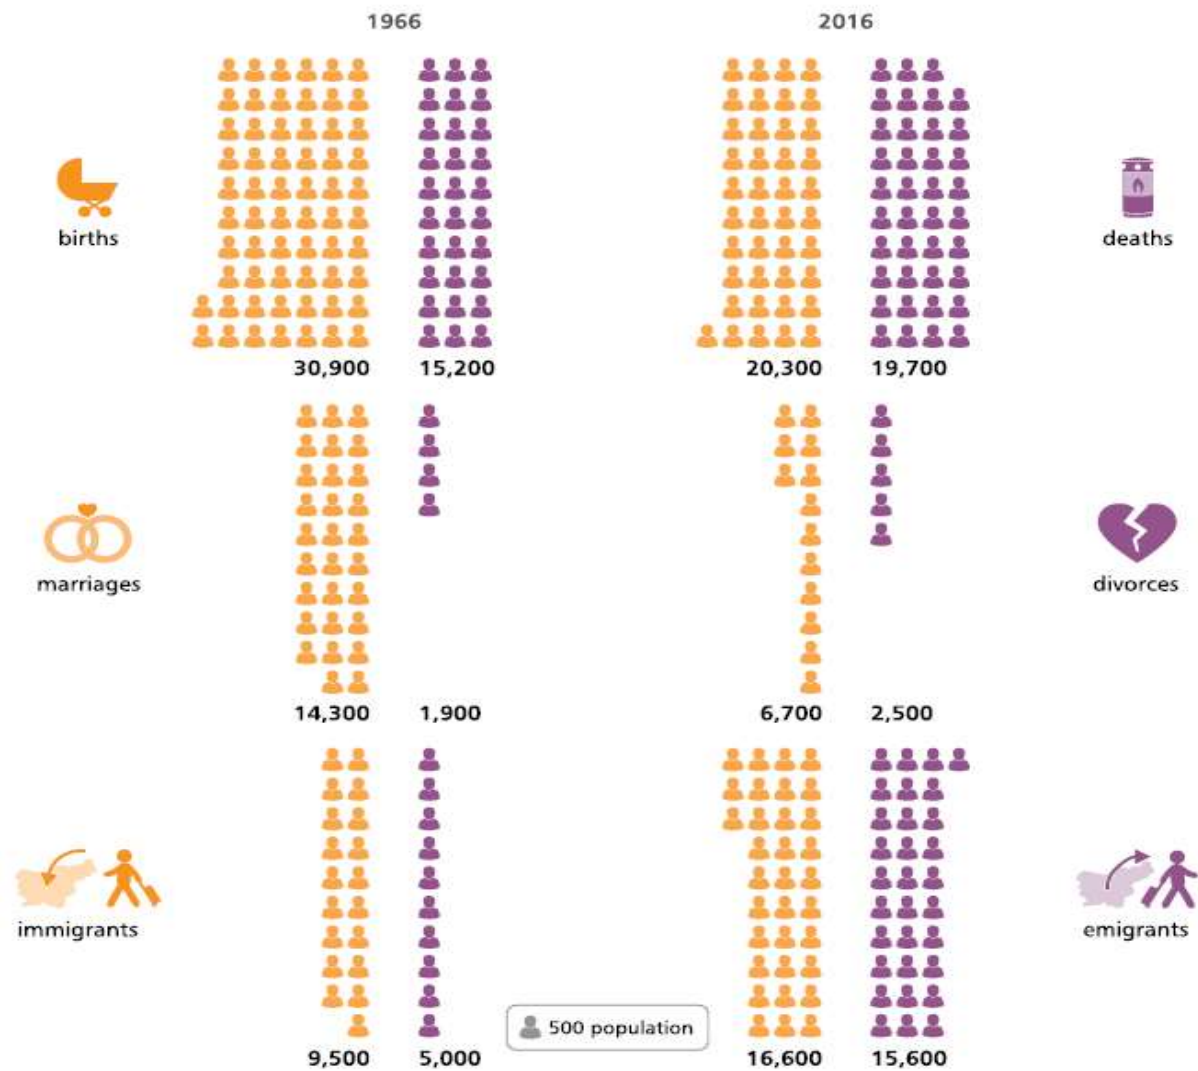 1966 2016
births deaths
30,900 15,200 20,300 19,700
marriages divorces
14,300 1,900 6,700 2,500
immigrants emigrants
500 population
9,500 5,000 16,600 15,600